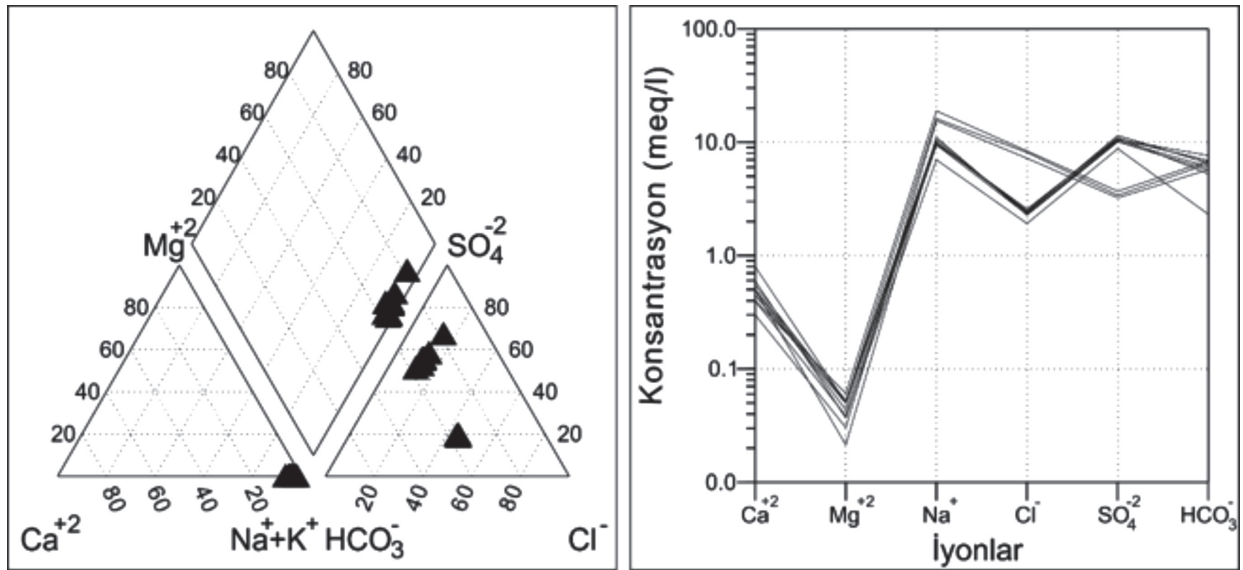 80 80
60 60
40 40
20 20
Mg+2 SO4-2
80 80
60 60
40 40
20 20
80 60 40 20 20 40 60 80
Ca+2 Na+K+ HCO3- Cl-
Konsantrasyon (meq/l)
100.0
10.0
1.0
0.1
0.0
Ca+2 Mg+2 Na+ Cl- SO4-2 HCO3-
İyonlar